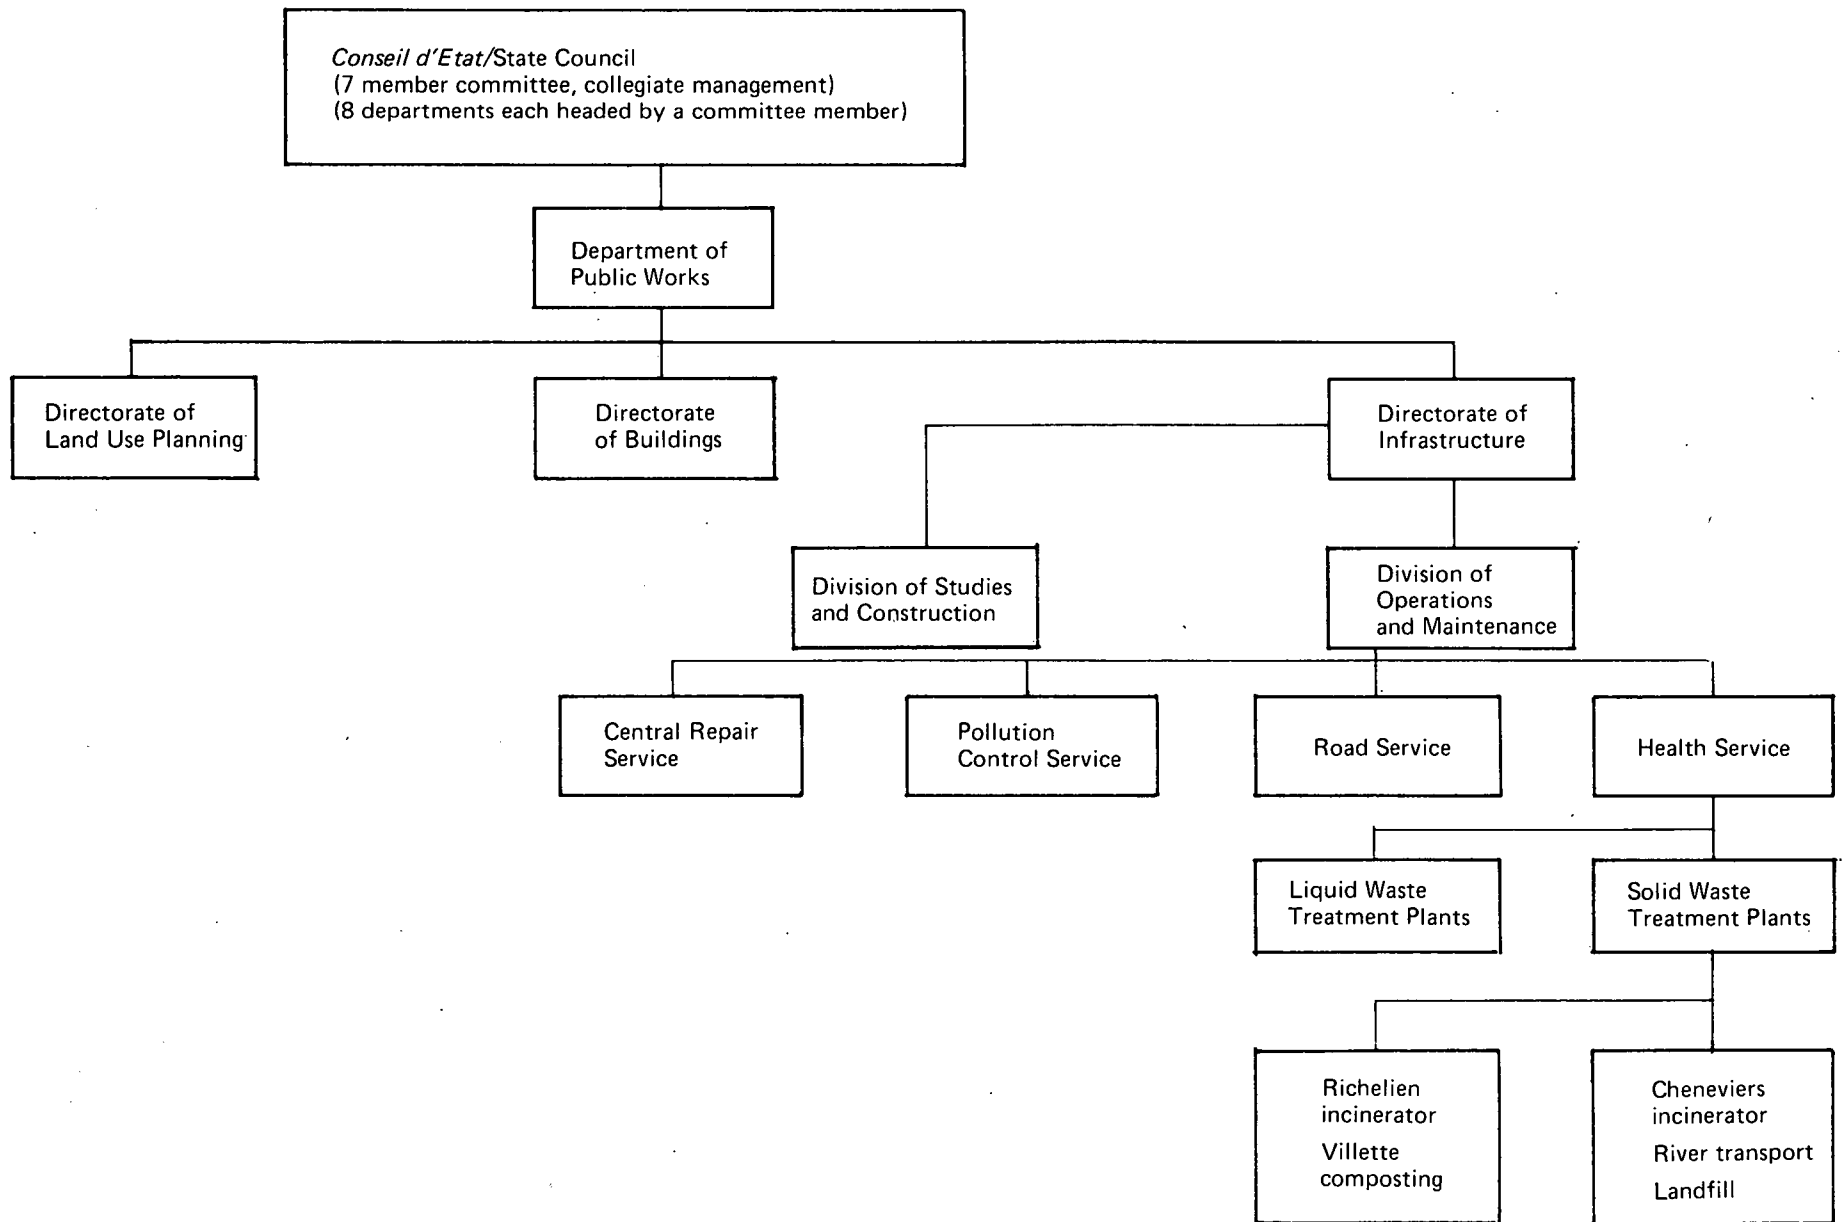 Conseil d'Etat/State Council
(7 member committee, collegiate management)
(8 departments each headed by a committee member)
Department of
Public Works
Directorate of
Land Use Planning
Directorate
of Buildings
Directorate of
Infrastructure
Division of Studies
and Construction
Division of
Operations
and Maintenance
Central Repair
Service
Pollution
Control Service
Road Service
Health Service
Liquid Waste
Treatment Plants
Solid Waste
Treatment Plants
Richelien
incinerator
Villette
composting
Cheneviers
incinerator
River transport
Landfill